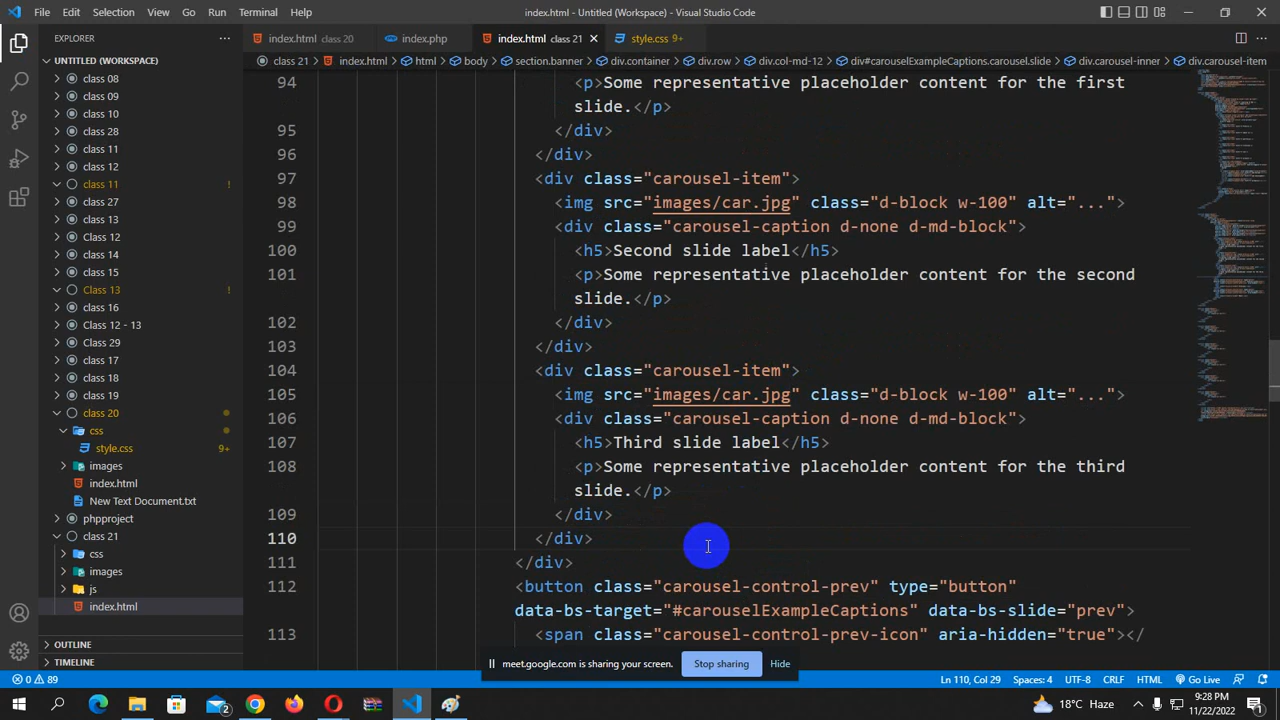 File Edit Selection View Go Run Terminal Help
index.html - Untitled (Workspace) - Visual Studio Code
EXPLORER
index.html class 20
index.php
index.html class 21
style.css 9+
UNTITLED (WORKSPACE)
class 21 > index.html > html > body > section.banner > div.container > div.row > div.col-md-12 > div#carouselExampleCaptions.carousel.slide > div.carousel-inner > div.carousel-item
class 08
class 09
class 10
class 28
class 11
class 12
class 11 !
class 27
class 13
Class 12
class 14
class 15
Class 13 !
class 16
Class 12 - 13
Class 29
class 17
class 18
class 19
class 20
css
style.css 9+
images
index.html
New Text Document.txt
phpproject
class 21
css
images
js
index.html
OUTLINE
TIMELINE
94 <p>Some representative placeholder content for the first
slide.</p>
95 </div>
96 </div>
97 <div class="carousel-item">
98 <img src="images/car.jpg" class="d-block w-100" alt="...">
99 <div class="carousel-caption d-none d-md-block">
100 <h5>Second slide label</h5>
101 <p>Some representative placeholder content for the second
slide.</p>
102 </div>
103 </div>
104 <div class="carousel-item">
105 <img src="images/car.jpg" class="d-block w-100" alt="...">
106 <div class="carousel-caption d-none d-md-block">
107 <h5>Third slide label</h5>
108 <p>Some representative placeholder content for the third
slide.</p>
109 </div>
110 </div>
111 </div>
112 <button class="carousel-control-prev" type="button"
data-bs-target="#carouselExampleCaptions" data-bs-slide="prev">
113 <span class="carousel-control-prev-icon" aria-hidden="true"></
meet.google.com is sharing your screen. Stop sharing Hide
0 89
Ln 110, Col 29 Spaces: 4 UTF-8 CRLF HTML Go Live
2
18°C Haze
9:28 PM
11/22/2022
1